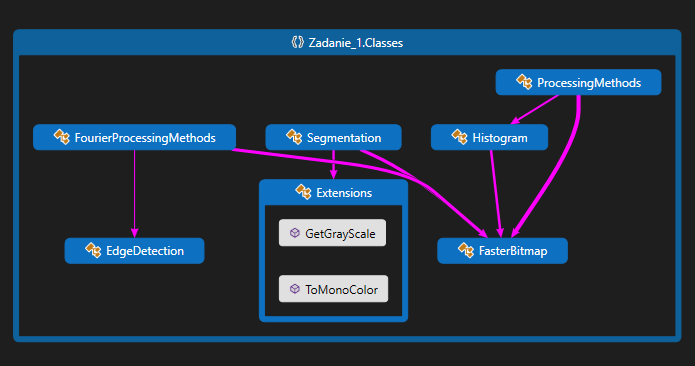 Zadanie_1.Classes
ProcessingMethods
FourierProcessingMethods
Segmentation
Histogram
Extensions
GetGrayScale
EdgeDetection
FasterBitmap
ToMonoColor